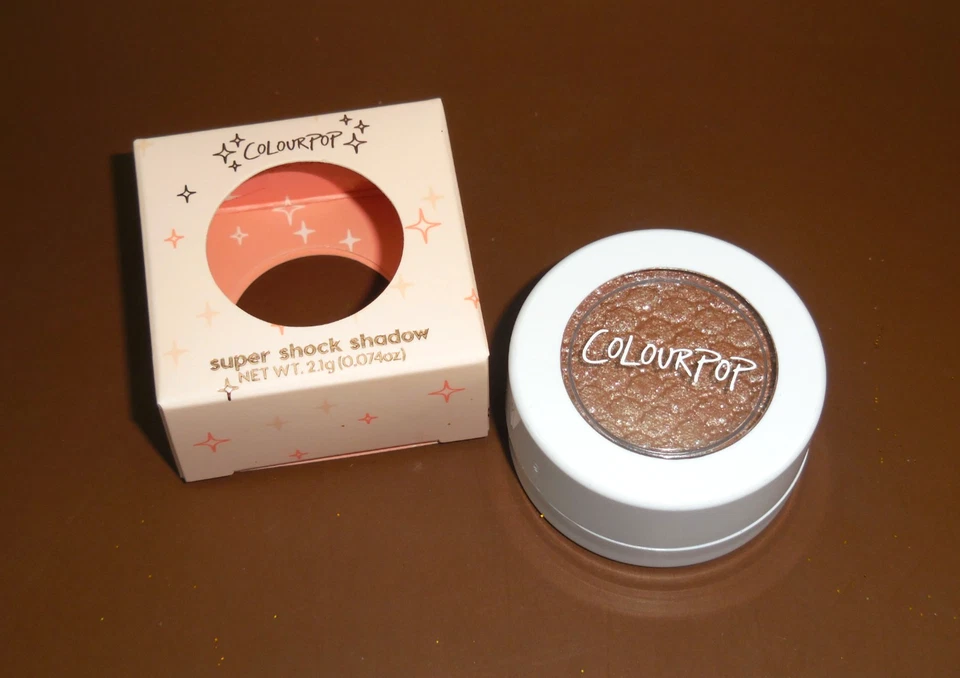 COLOURPOP
super shock shadow
NET WT. 2.1g (0.074oz)
COLOURPOP